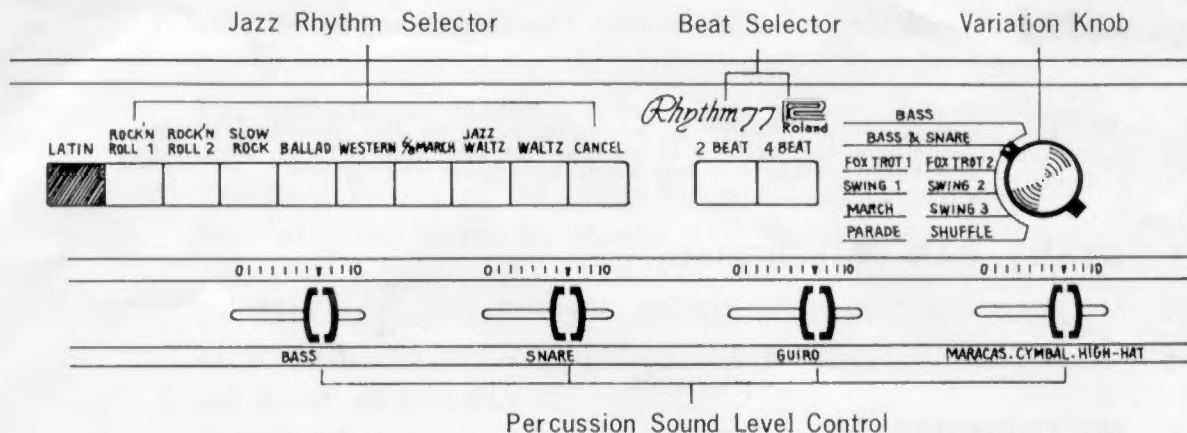 Jazz Rhythm Selector
Beat Selector
Variation Knob
Rhythm 77 Roland
LATIN
ROCK'N ROLL 1
ROCK'N ROLL 2
SLOW ROCK
BALLAD
WESTERN
6/8 MARCH
JAZZ WALTZ
WALTZ
CANCEL
2 BEAT
4 BEAT
BASS
BASS & SNARE
FOX TROT 1 FOX TROT 2
SWING 1 SWING 2
MARCH SWING 3
PARADE SHUFFLE
0 10
0 10
0 10
0 10
BASS
SNARE
GUIRO
MARACAS. CYMBAL. HIGH-HAT
Percussion Sound Level Control